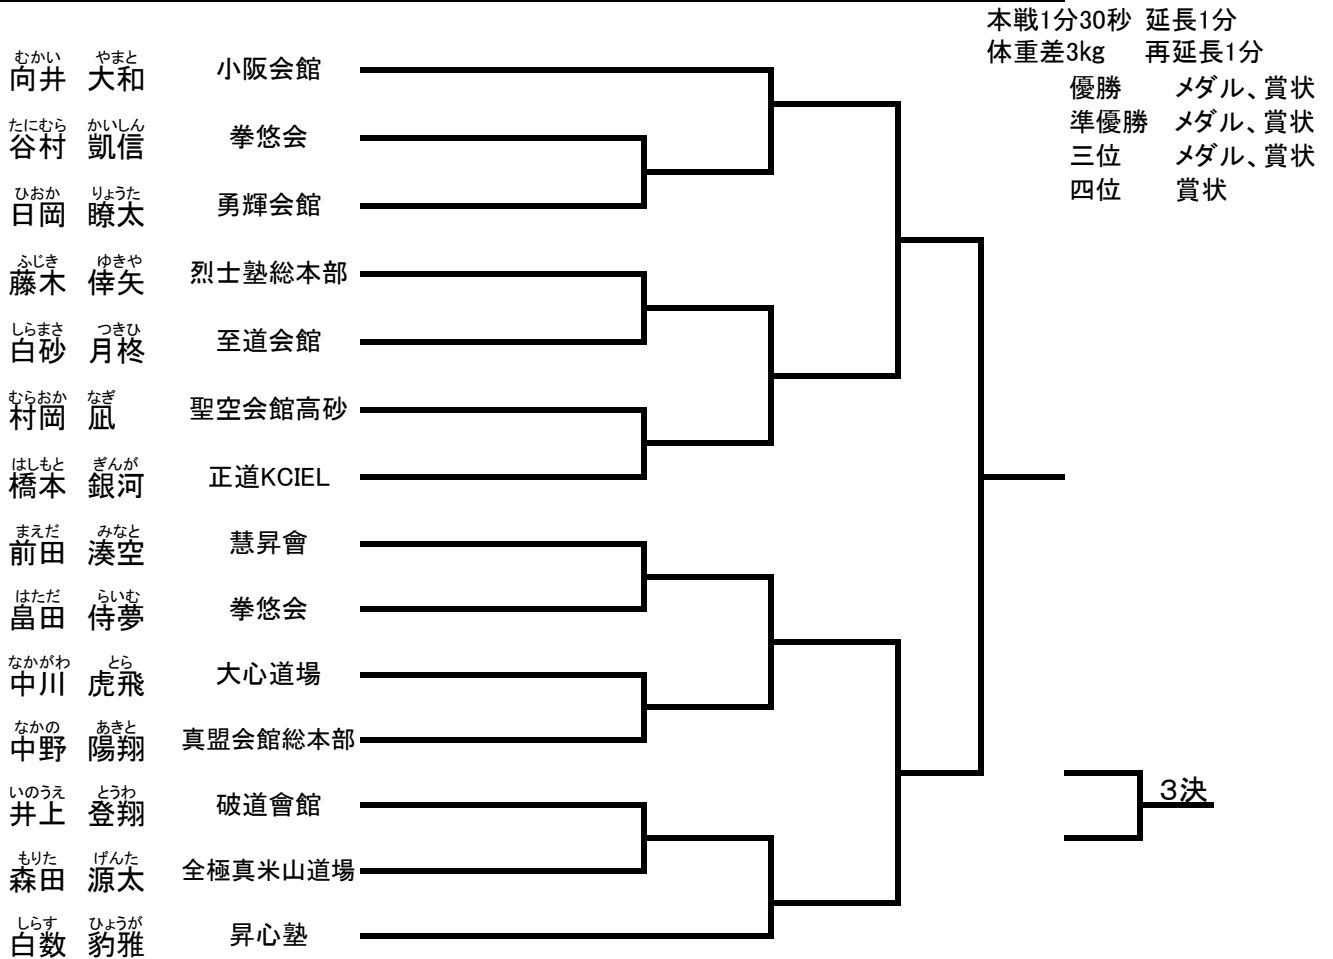 本戦1分30秒 延長1分
体重差3kg 再延長1分
優勝 メダル、賞状
準優勝 メダル、賞状
三位 メダル、賞状
四位 賞状
むかい やまと
向井 大和 小阪会館
たにむら かいしん
谷村 凱信 拳悠会
ひおか りょうた
日岡 瞭太 勇輝会館
ふじき ゆきや
藤木 倖矢 烈士塾総本部
しらまさ つきひ
白砂 月柊 至道会館
むらおか なぎ
村岡 凪 聖空会館高砂
はしもと ぎんが
橋本 銀河 正道KCIEL
まえだ みなと
前田 湊空 慧昇會
はただ らいむ
畠田 侍夢 拳悠会
なかがわ とら
中川 虎飛 大心道場
なかの あきと
中野 陽翔 真盟会館総本部
いのうえ とうわ
井上 登翔 破道會館
もりた げんた
森田 源太 全極真米山道場
しらす ひょうが
白数 豹雅 昇心塾
３決